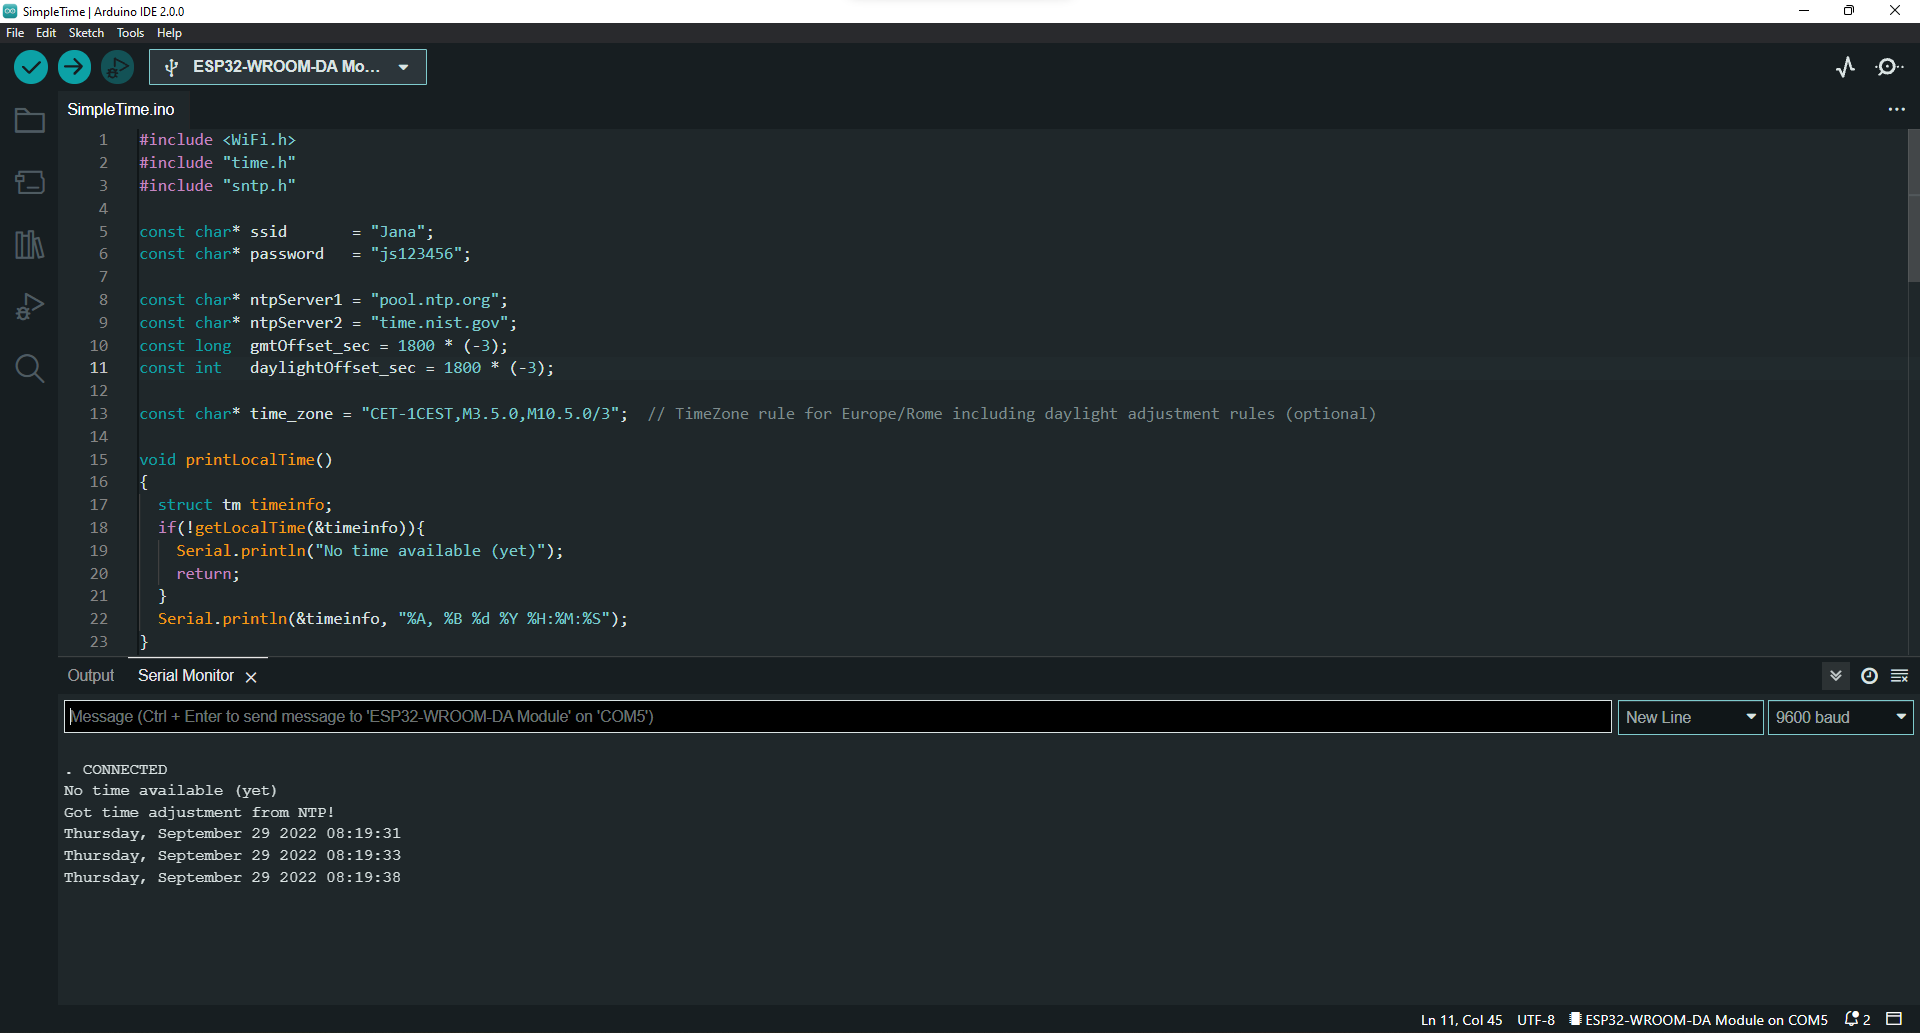 SimpleTime | Arduino IDE 2.0.0
File Edit Sketch Tools Help
ESP32-WROOM-DA Mo...
SimpleTime.ino
1 #include <WiFi.h>
2 #include "time.h"
3 #include "sntp.h"
4
5 const char* ssid       = "Jana";
6 const char* password   = "js123456";
7
8 const char* ntpServer1 = "pool.ntp.org";
9 const char* ntpServer2 = "time.nist.gov";
10 const long  gmtOffset_sec = 1800 * (-3);
11 const int   daylightOffset_sec = 1800 * (-3);
12
13 const char* time_zone = "CET-1CEST,M3.5.0,M10.5.0/3";  // TimeZone rule for Europe/Rome including daylight adjustment rules (optional)
14
15 void printLocalTime()
16 {
17   struct tm timeinfo;
18   if(!getLocalTime(&timeinfo)){
19     Serial.println("No time available (yet)");
20     return;
21   }
22   Serial.println(&timeinfo, "%A, %B %d %Y %H:%M:%S");
23 }
Output Serial Monitor
Message (Ctrl + Enter to send message to 'ESP32-WROOM-DA Module' on 'COM5') New Line 9600 baud
. CONNECTED
No time available (yet)
Got time adjustment from NTP!
Thursday, September 29 2022 08:19:31
Thursday, September 29 2022 08:19:33
Thursday, September 29 2022 08:19:38
Ln 11, Col 45 UTF-8 ESP32-WROOM-DA Module on COM5 2